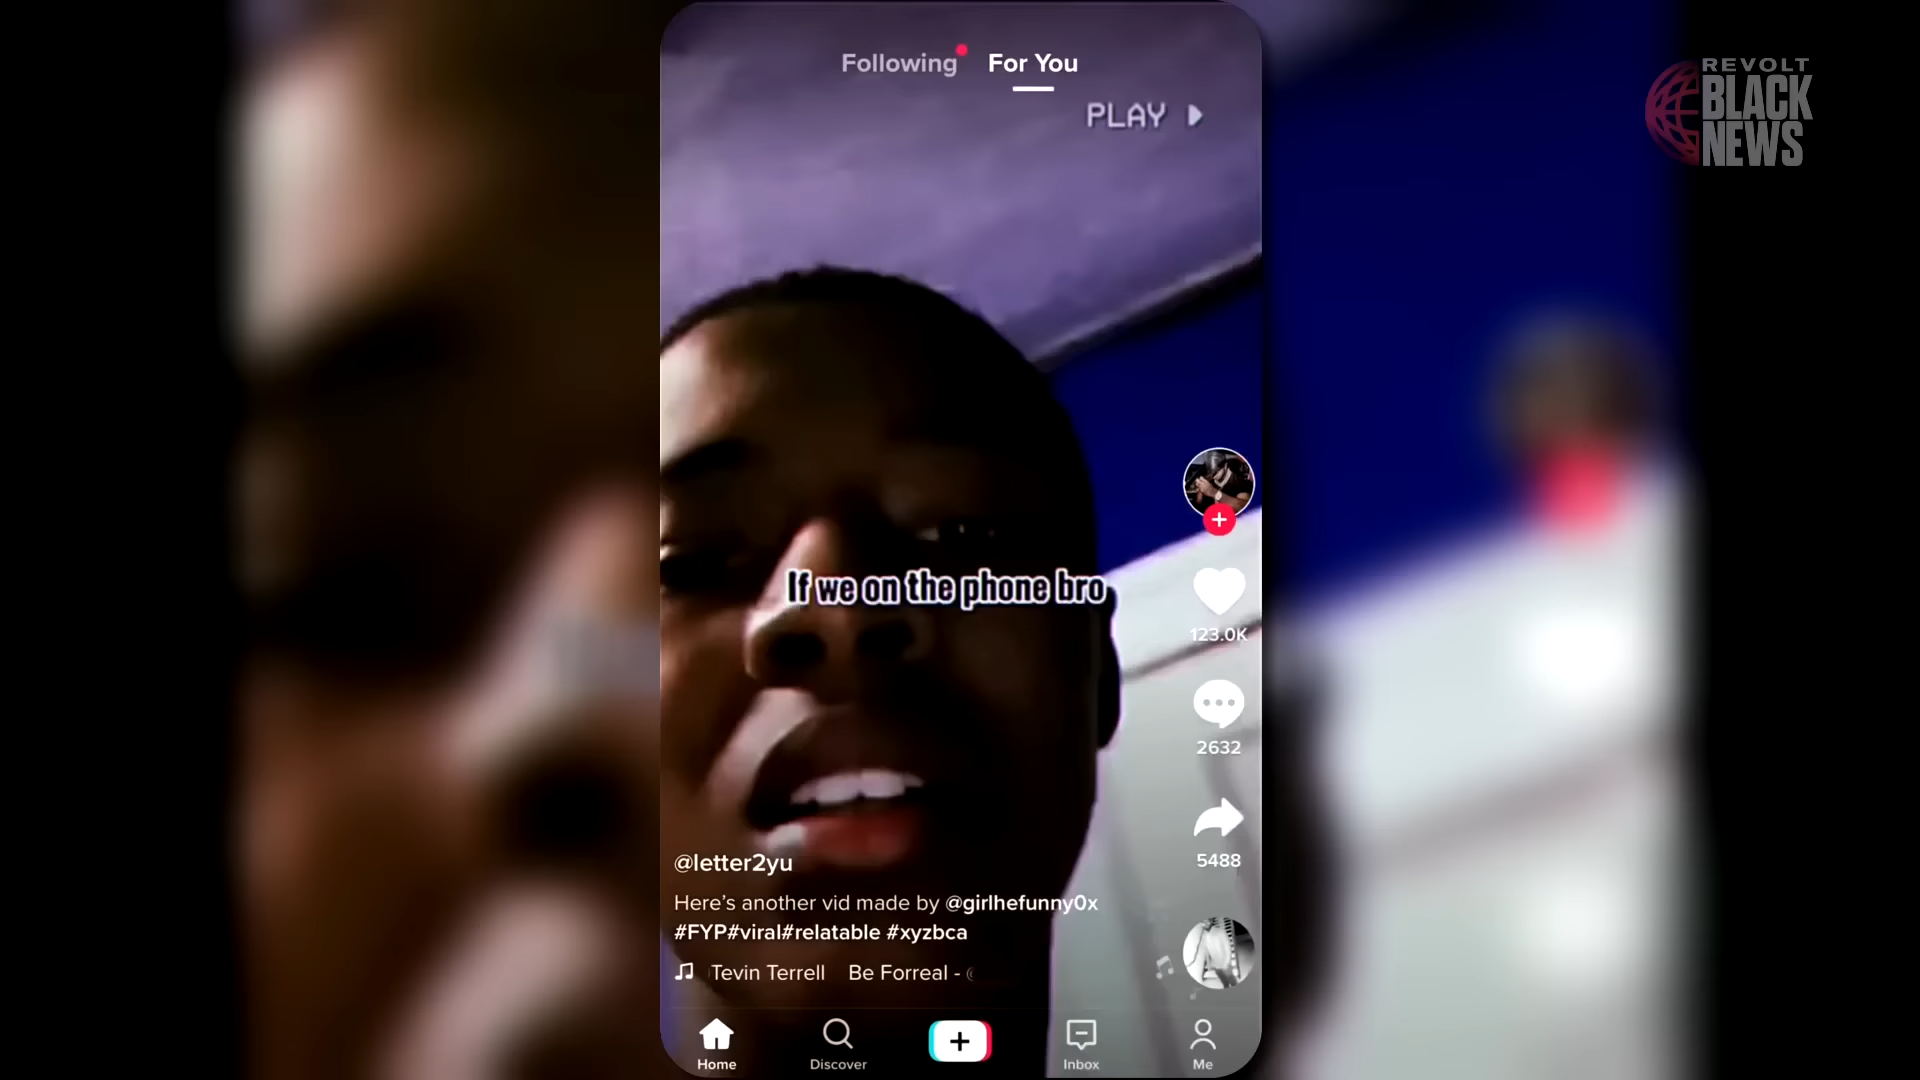 Following
For You
PLAY
REVOLT
BLACK
NEWS
If we on the phone bro
123.0K
2632
5488
@letter2yu
Here's another vid made by @girlhefunny0x
#FYP#viral#relatable #xyzbca
Tevin Terrell Be Forreal -
Home
Discover
Inbox
Me